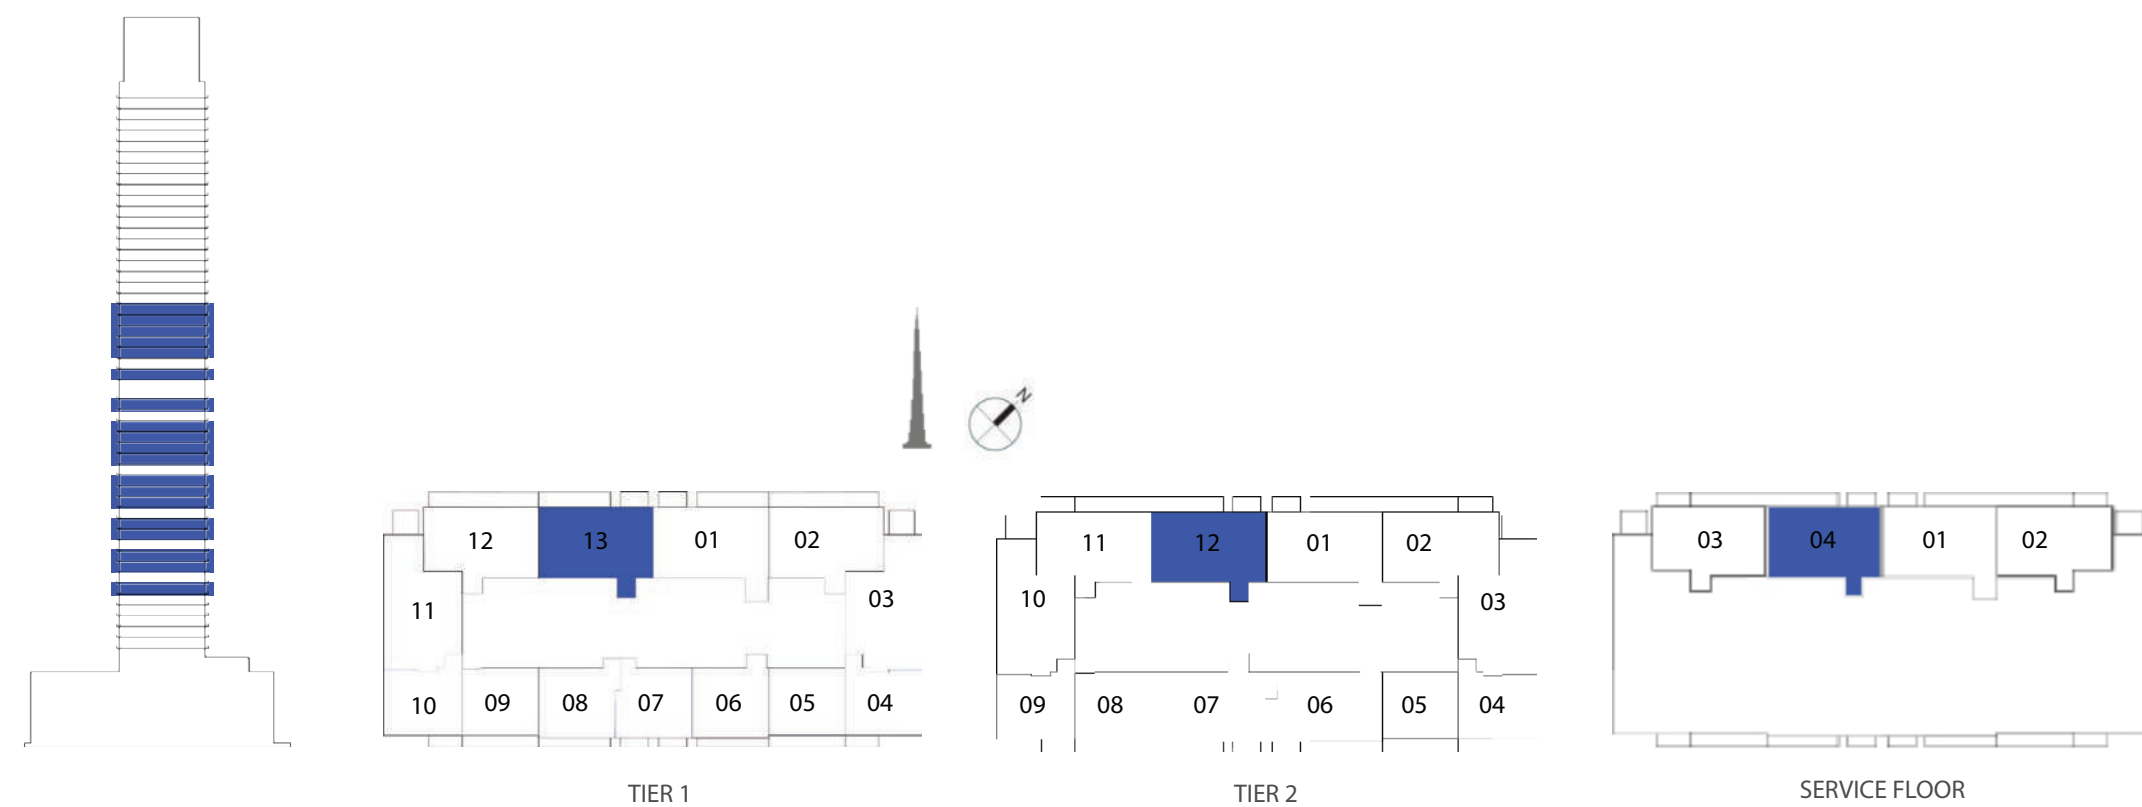 N
12 13 01 02
11 03
10 09 08 07 06 05 04
TIER 1
11 12 01 02
10 03
09 08 07 06 05 04
TIER 2
03 04 01 02
SERVICE FLOOR